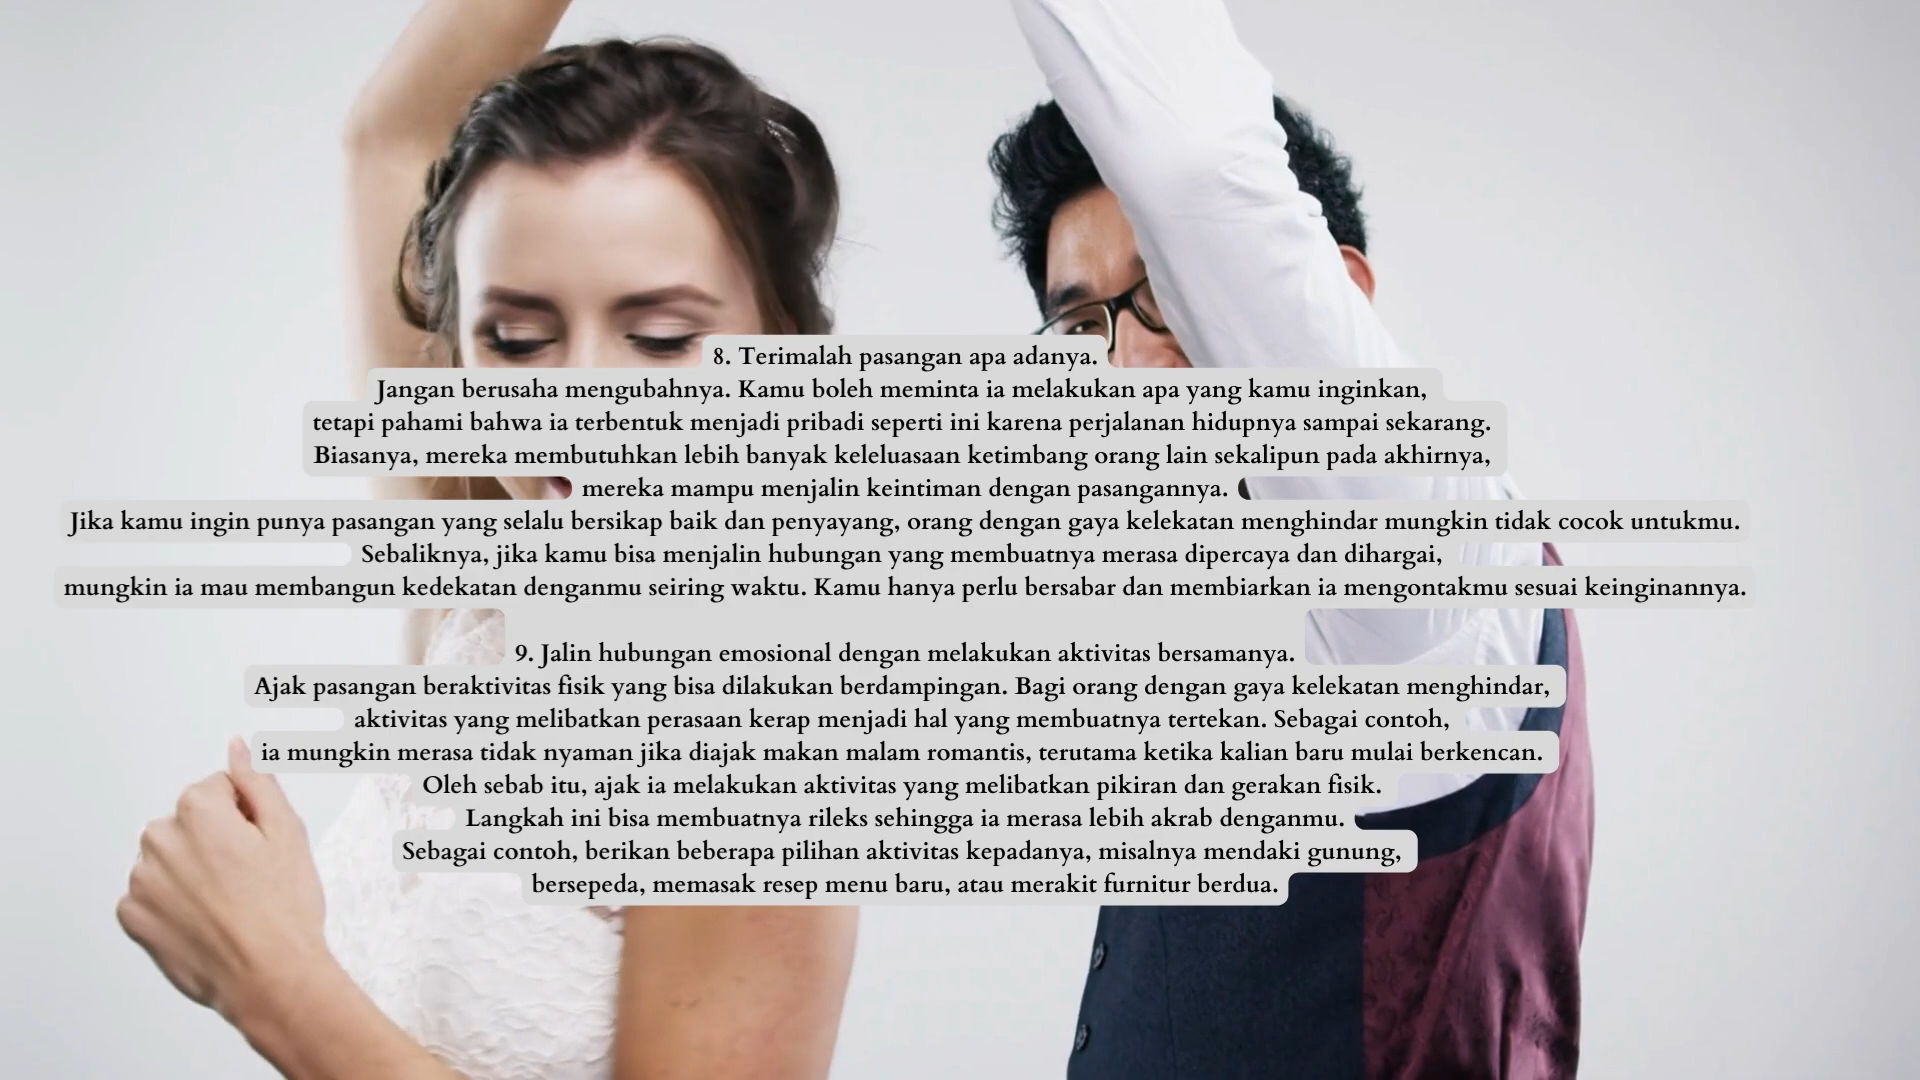 8. Terimalah pasangan apa adanya.
Jangan berusaha mengubahnya. Kamu boleh meminta ia melakukan apa yang kamu inginkan,
tetapi pahami bahwa ia terbentuk menjadi pribadi seperti ini karena perjalanan hidupnya sampai sekarang.
Biasanya, mereka membutuhkan lebih banyak keleluasaan ketimbang orang lain sekalipun pada akhirnya,
mereka mampu menjalin keintiman dengan pasangannya.
Jika kamu ingin punya pasangan yang selalu bersikap baik dan penyayang, orang dengan gaya kelekatan menghindar mungkin tidak cocok untukmu.
Sebaliknya, jika kamu bisa menjalin hubungan yang membuatnya merasa dipercaya dan dihargai,
mungkin ia mau membangun kedekatan denganmu seiring waktu. Kamu hanya perlu bersabar dan membiarkan ia mengontakmu sesuai keinginannya.
9. Jalin hubungan emosional dengan melakukan aktivitas bersamanya.
Ajak pasangan beraktivitas fisik yang bisa dilakukan berdampingan. Bagi orang dengan gaya kelekatan menghindar,
aktivitas yang melibatkan perasaan kerap menjadi hal yang membuatnya tertekan. Sebagai contoh,
ia mungkin merasa tidak nyaman jika diajak makan malam romantis, terutama ketika kalian baru mulai berkencan.
Oleh sebab itu, ajak ia melakukan aktivitas yang melibatkan pikiran dan gerakan fisik.
Langkah ini bisa membuatnya rileks sehingga ia merasa lebih akrab denganmu.
Sebagai contoh, berikan beberapa pilihan aktivitas kepadanya, misalnya mendaki gunung,
bersepeda, memasak resep menu baru, atau merakit furnitur berdua.